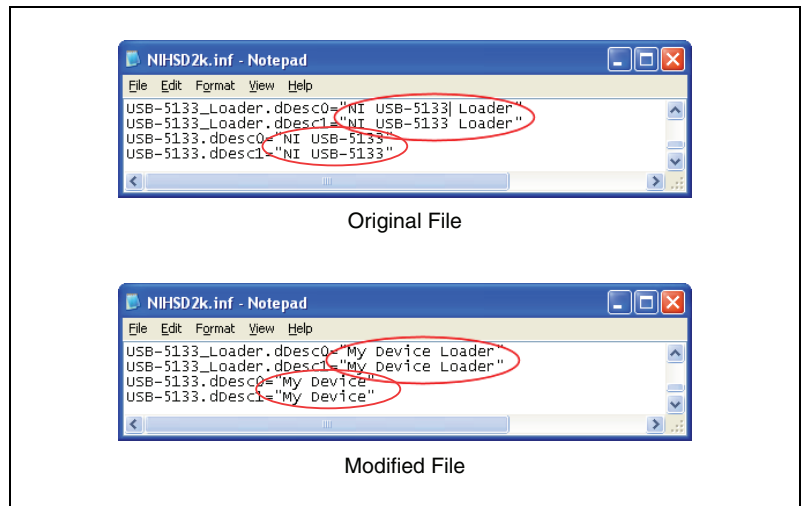 NIHSD2k.inf - Notepad
File Edit Format View Help
USB-5133_Loader.dDesc0="NI USB-5133 Loader"
USB-5133_Loader.dDesc1="NI USB-5133 Loader"
USB-5133.dDesc0="NI USB-5133"
USB-5133.dDesc1="NI USB-5133"
Original File
NIHSD2k.inf - Notepad
File Edit Format View Help
USB-5133_Loader.dDesc0="My Device Loader"
USB-5133_Loader.dDesc1="My Device Loader"
USB-5133.dDesc0="My Device"
USB-5133.dDesc1="My Device"
Modified File